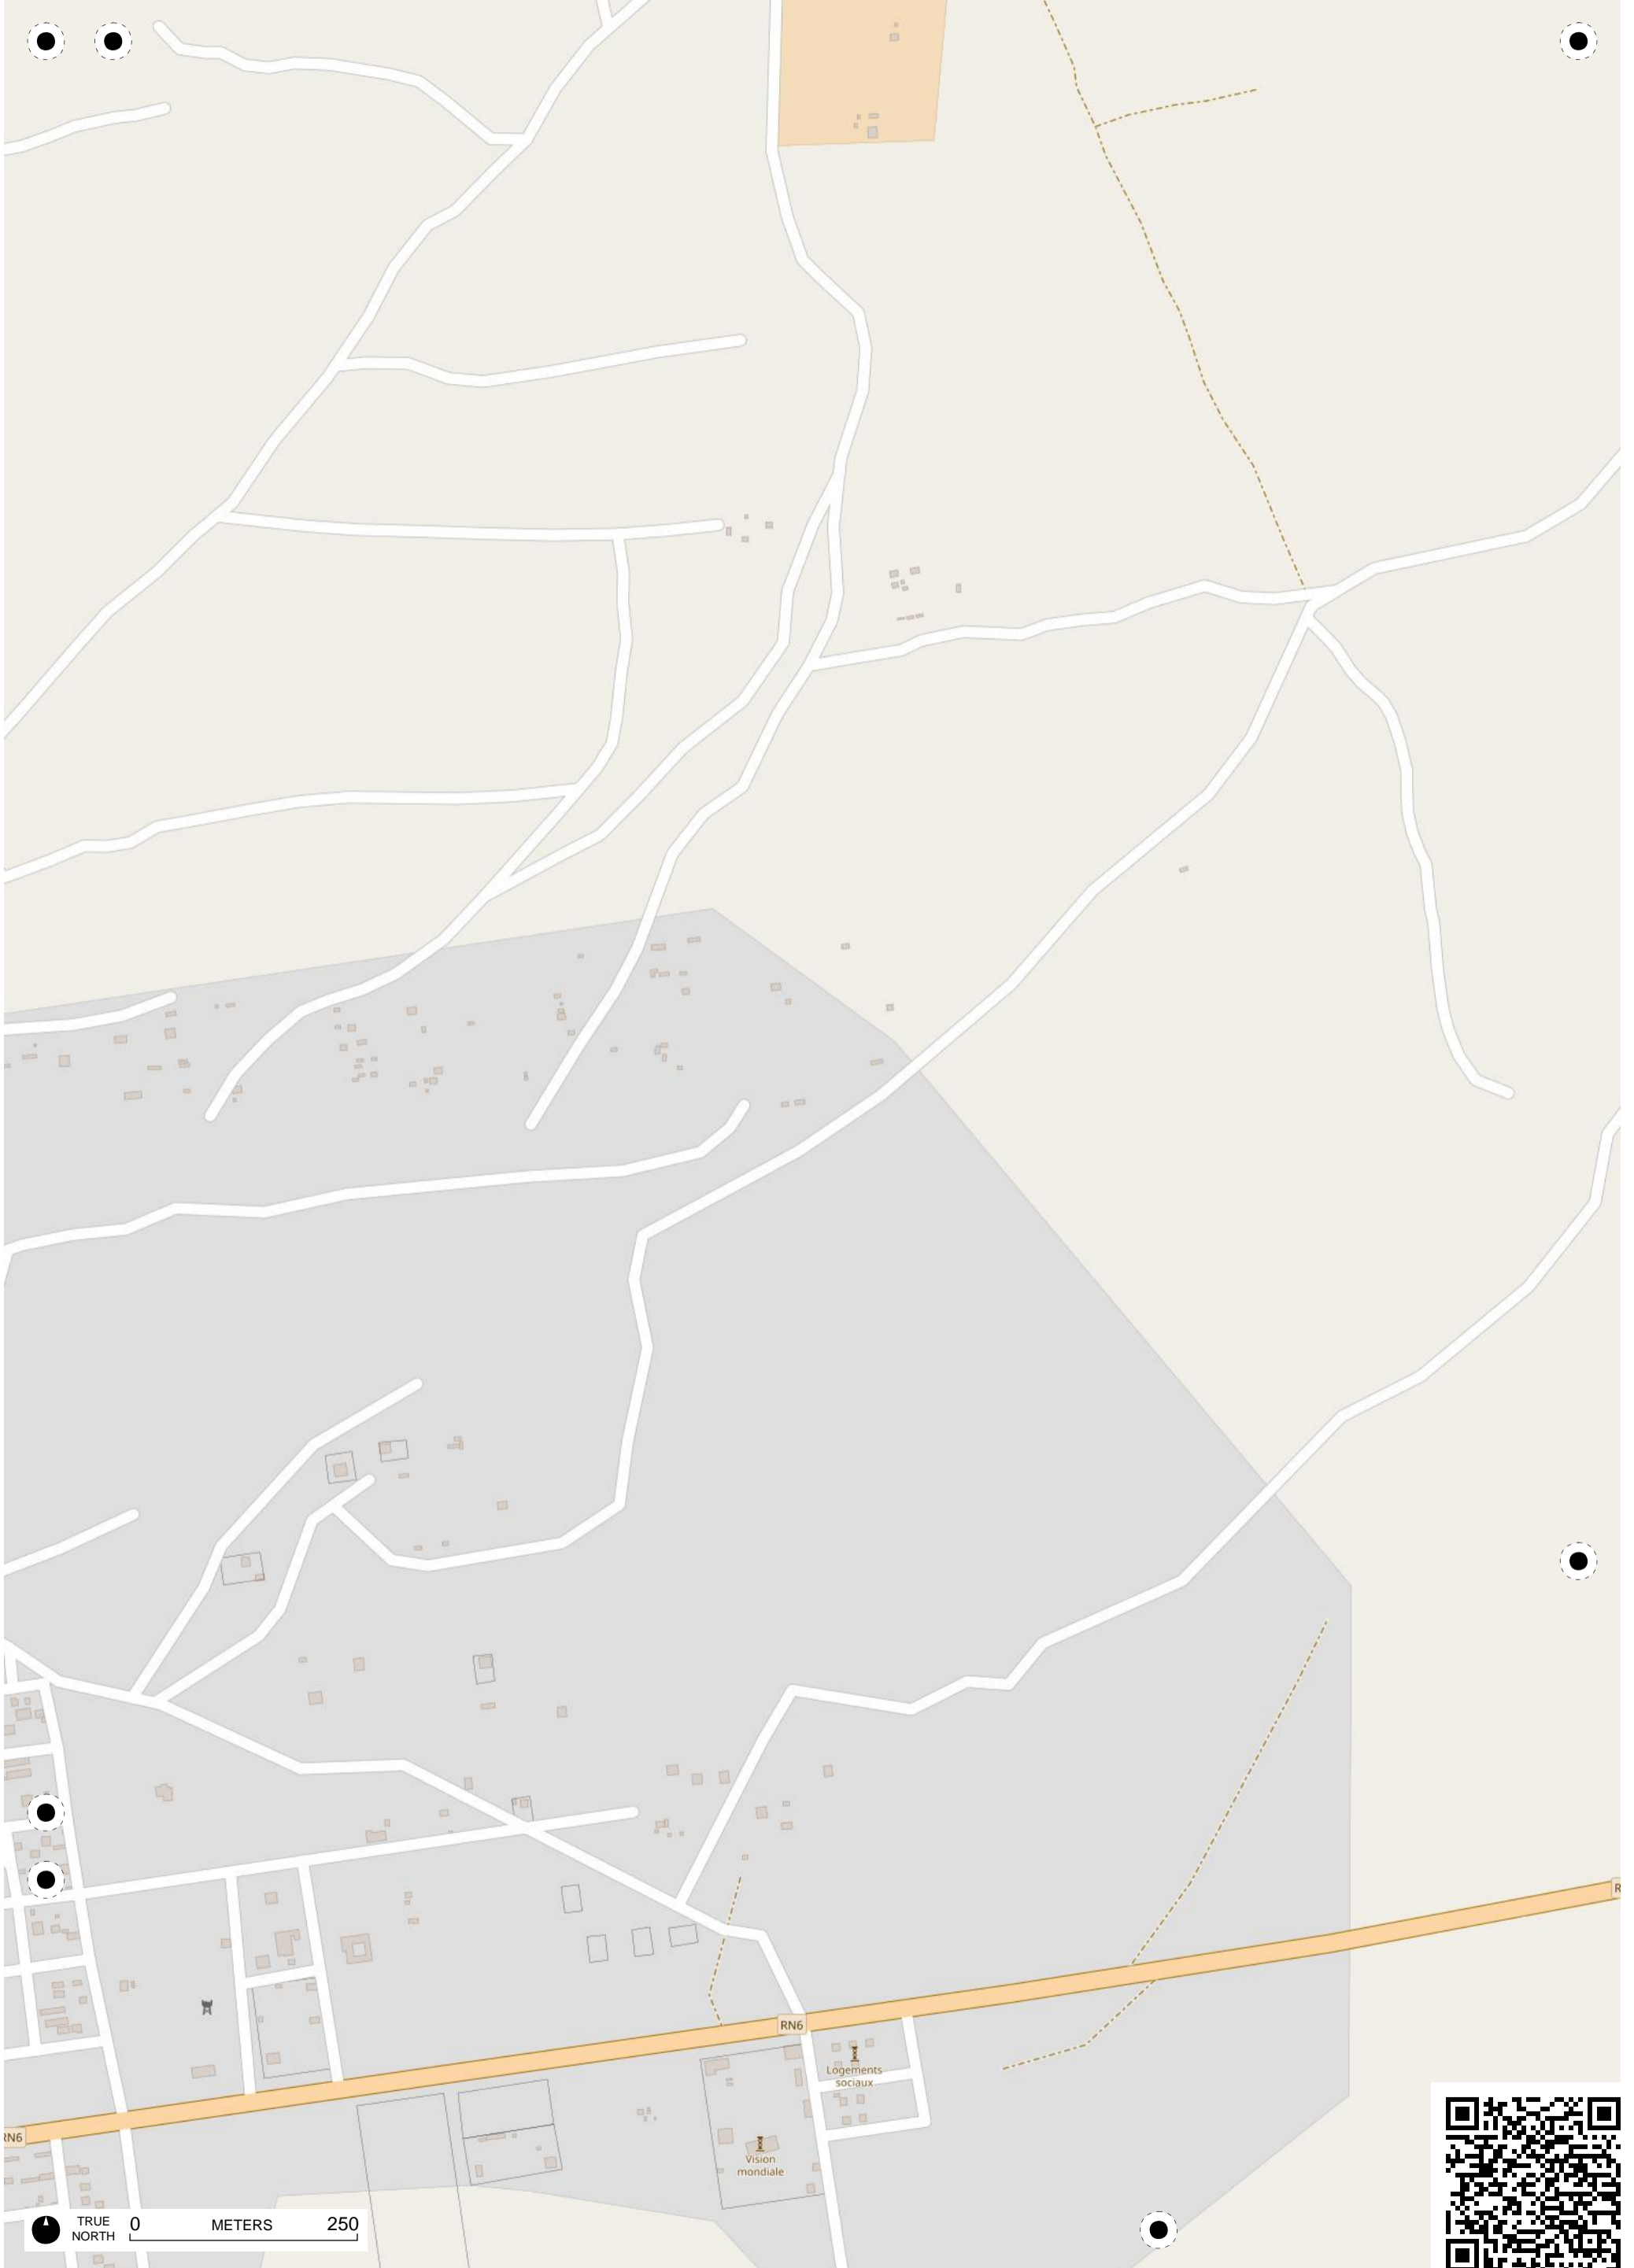 RN6
Logements
sociaux
RN6
Vision
mondiale
TRUE
NORTH
0 METERS 250